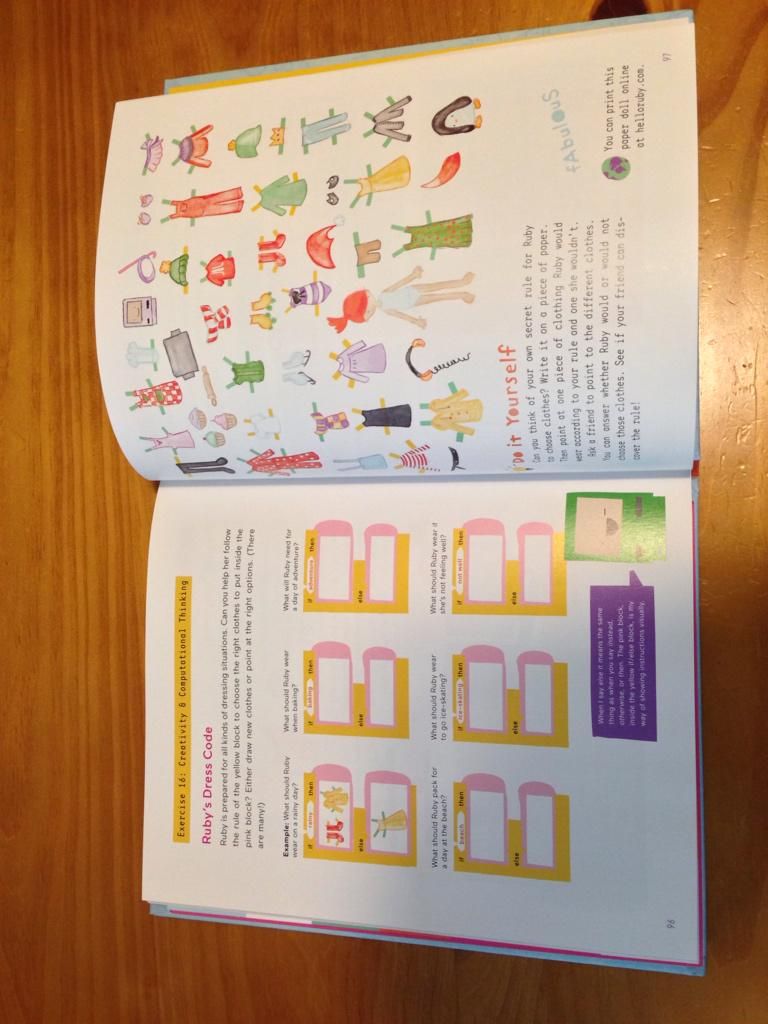 Exercise 16: Creativity & Computational Thinking
Ruby's Dress Code
Ruby is prepared for all kinds of dressing situations. Can you help her follow
the rule of the yellow block to choose the right clothes to put inside the
pink block? Either draw new clothes or point at the right options. (There
are many!)
Example: What should Ruby
wear on a rainy day?
if rainy then
else
What should Ruby wear
when baking?
if baking then
else
What will Ruby need for
a day of adventure?
if adventure then
else
What should Ruby pack for
a day at the beach?
if beach then
else
What should Ruby wear
to go ice-skating?
if ice-skating then
else
What should Ruby wear if
she's not feeling well?
if not well then
else
When I say else it means the same
thing as when you say instead,
otherwise, or then. The pink block,
inside the yellow if/else block, is my
way of showing instructions visually.
96
Do it Yourself
Can you think of your own secret rule for Ruby
to choose clothes? Write it on a piece of paper.
Then point at one piece of clothing Ruby would
wear according to your rule and one she wouldn't.
Ask a friend to point to the different clothes.
You can answer whether Ruby would or would not
choose those clothes. See if your friend can dis-
cover the rule!
fAbuloUS
You can print this
paper doll online
at helloruby.com.
97